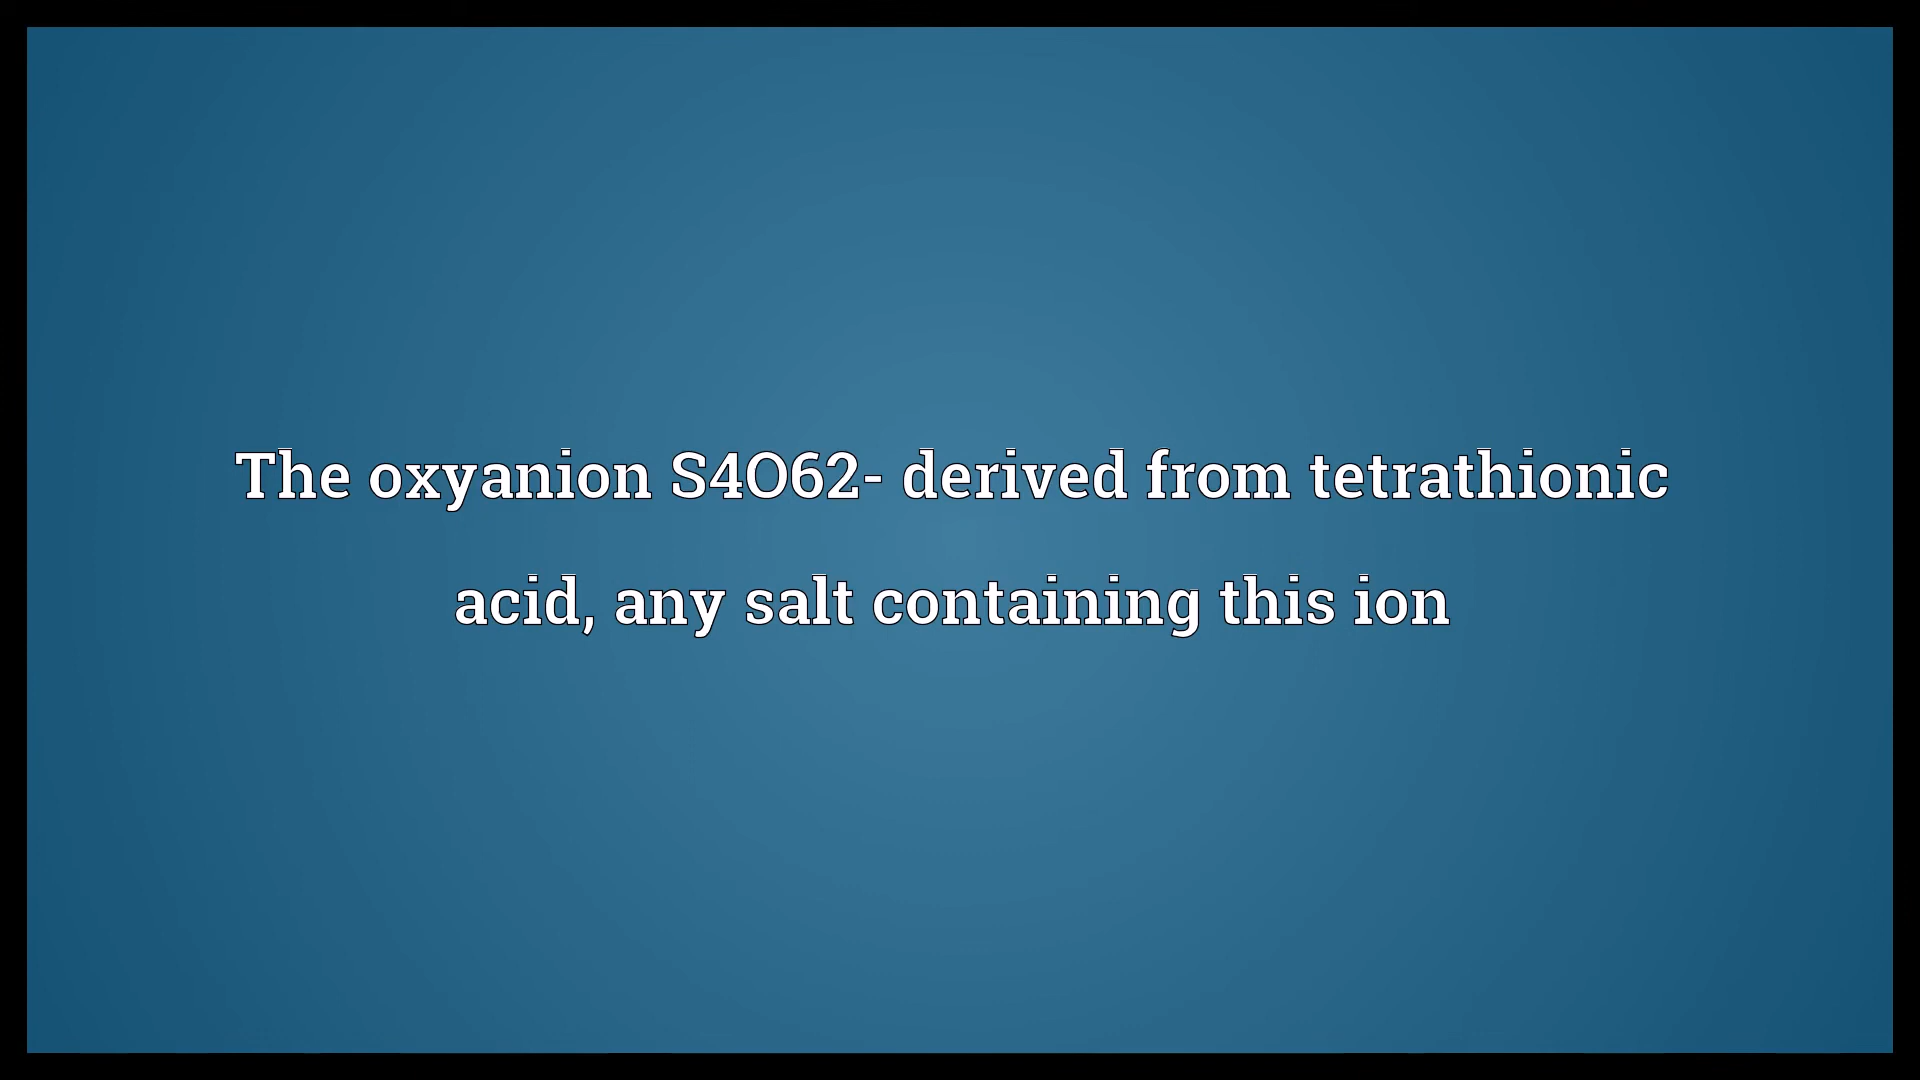 The oxyanion S4O62- derived from tetrathionic
acid, any salt containing this ion